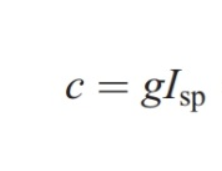 c = gI_sp